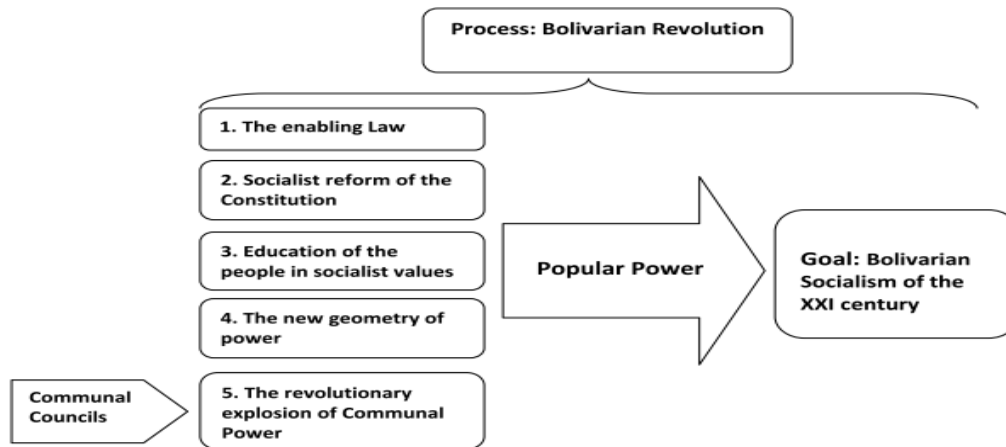 Process: Bolivarian Revolution
1. The enabling Law
2. Socialist reform of the
Constitution
3. Education of the
people in socialist values
4. The new geometry of
power
Communal
Councils
5. The revolutionary
explosion of Communal
Power
Popular Power
Goal: Bolivarian
Socialism of the
XXI century